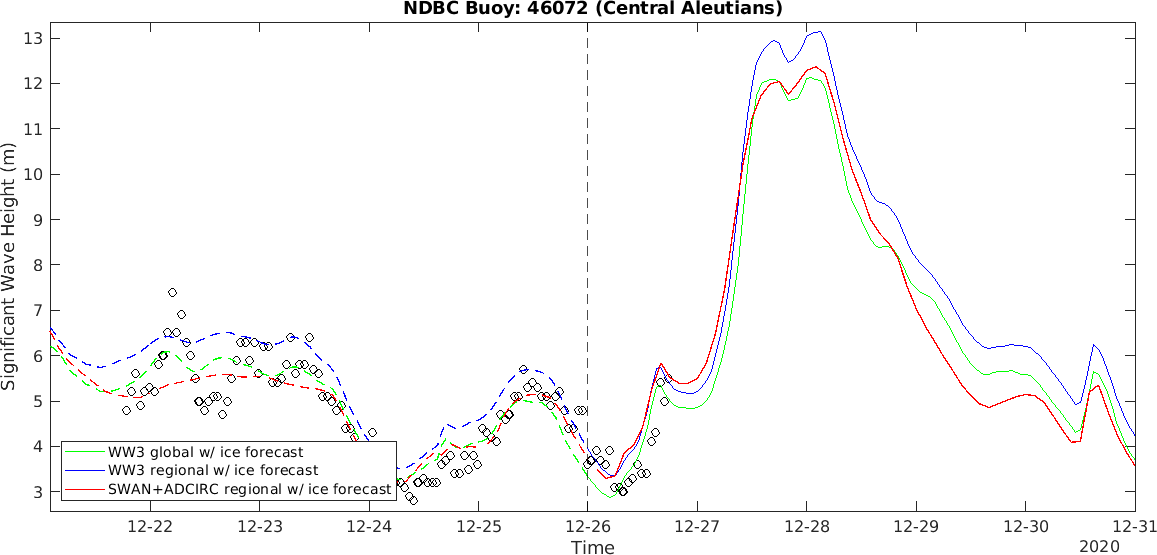 NDBC Buoy: 46072 (Central Aleutians)
Significant Wave Height (m)
13
12
11
10
9
8
7
6
5
4
3
WW3 global w/ ice forecast
WW3 regional w/ ice forecast
SWAN+ADCIRC regional w/ ice forecast
12-22 12-23 12-24 12-25 12-26 12-27 12-28 12-29 12-30 12-31
Time
2020